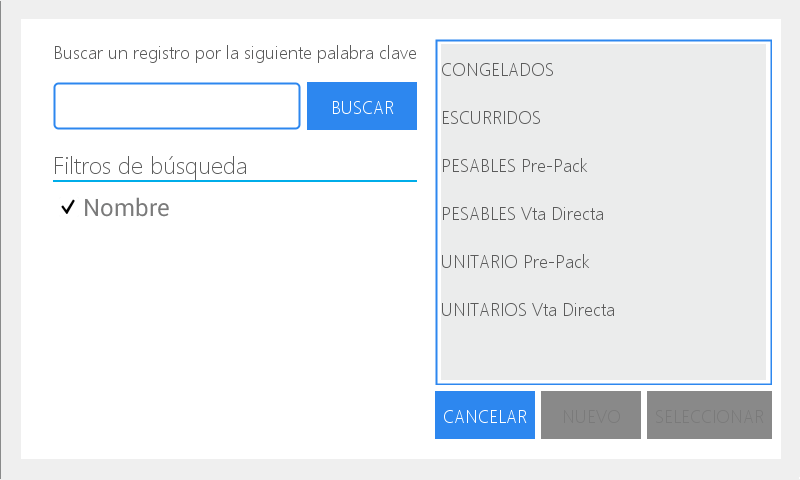 Buscar un registro por la siguiente palabra clave
BUSCAR
Filtros de búsqueda
Nombre
CONGELADOS
ESCURRIDOS
PESABLES Pre-Pack
PESABLES Vta Directa
UNITARIO Pre-Pack
UNITARIOS Vta Directa
CANCELAR
NUEVO
SELECCIONAR